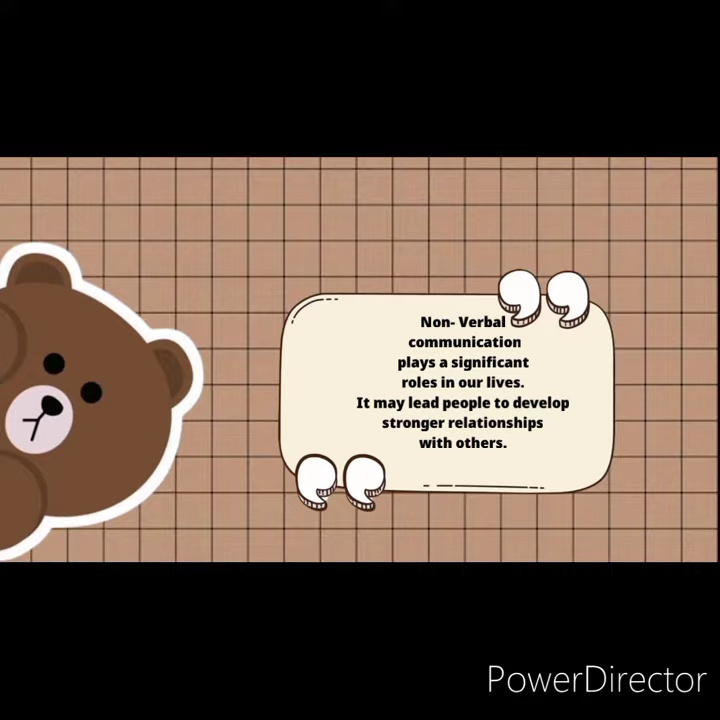 Non- Verbal
communication
plays a significant
roles in our lives.
It may lead people to develop
stronger relationships
with others.
PowerDirector